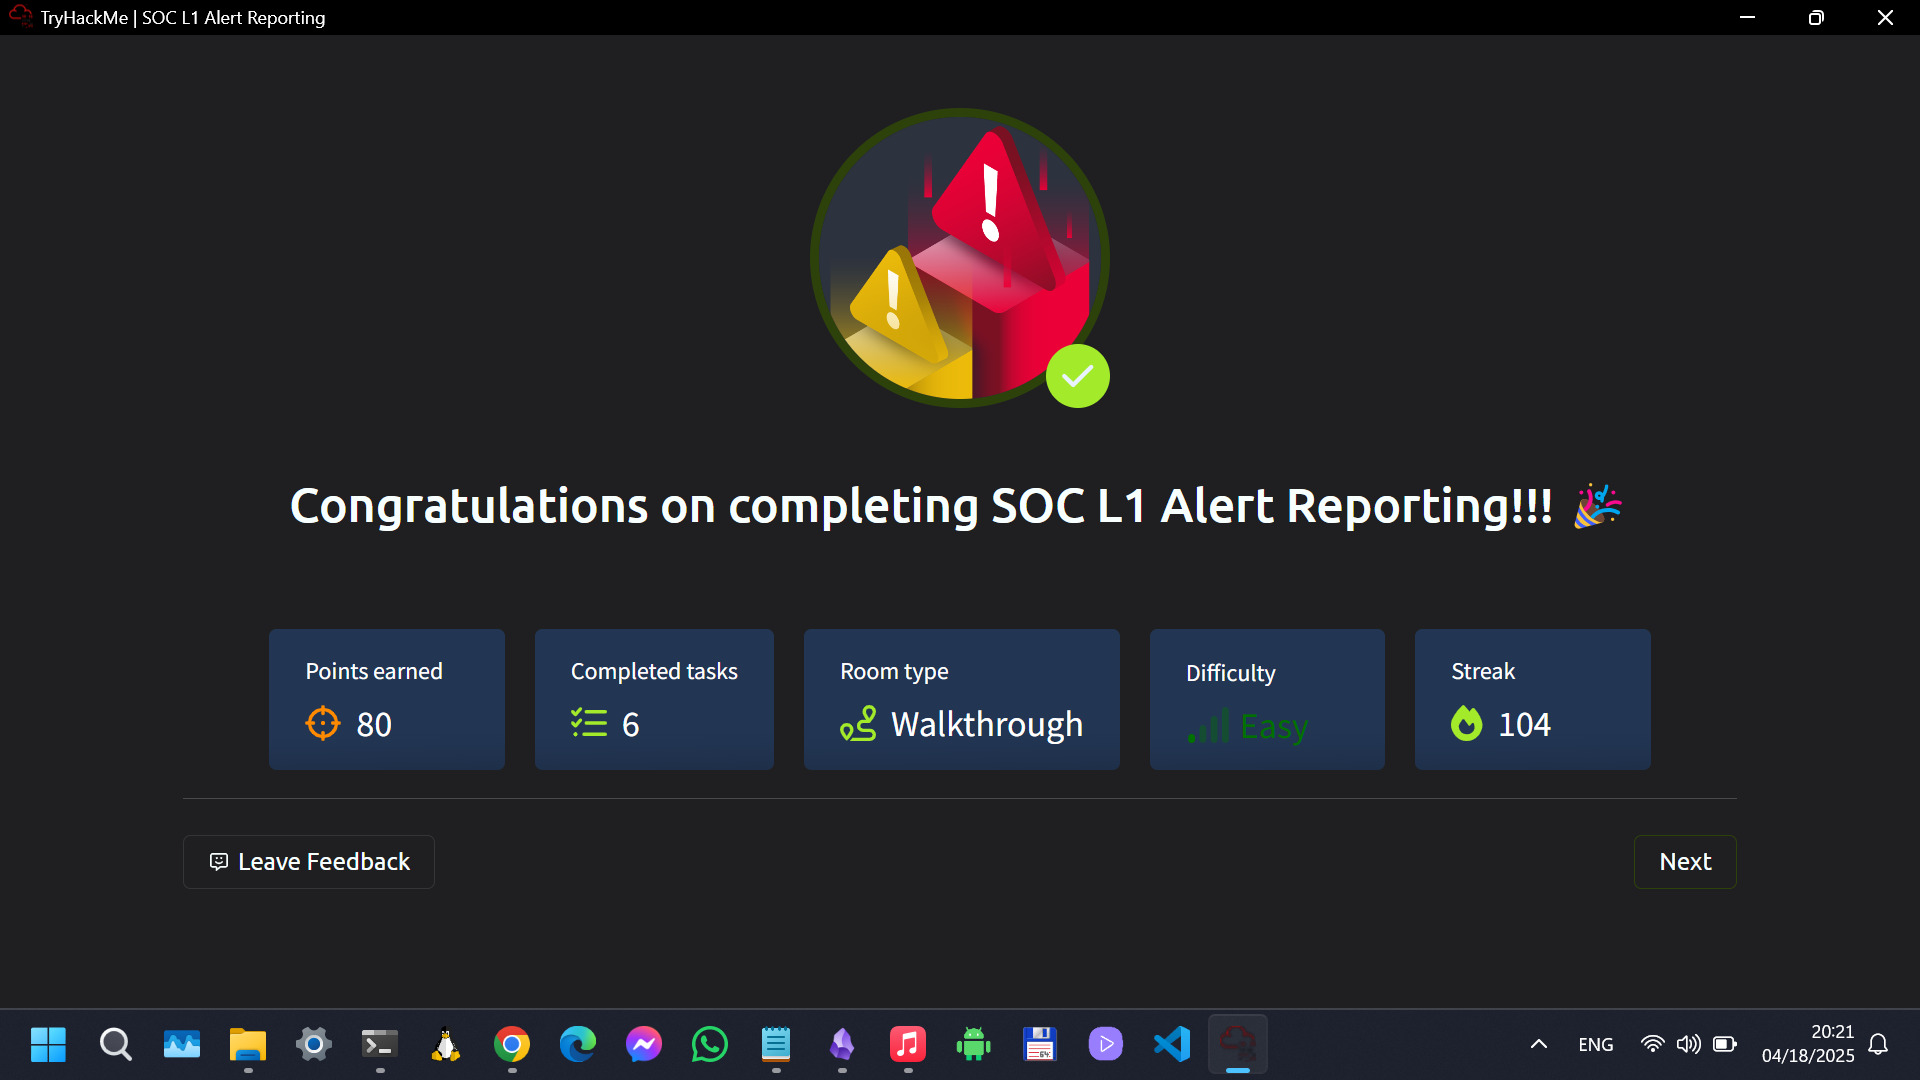 TryHackMe | SOC L1 Alert Reporting
Congratulations on completing SOC L1 Alert Reporting!!! 🎉
Points earned
80
Completed tasks
6
Room type
Walkthrough
Difficulty
Easy
Streak
104
Leave Feedback
Next
64
ENG
20:21
04/18/2025